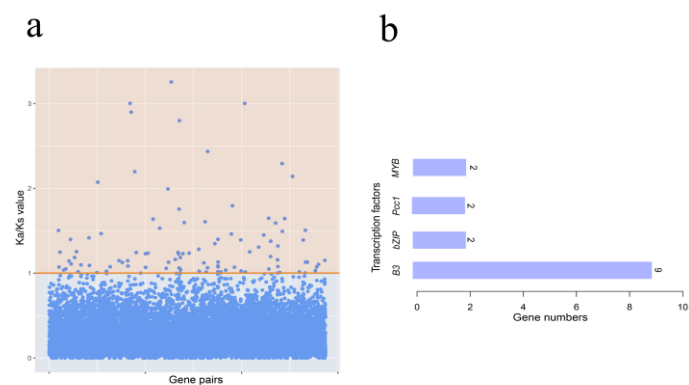 a
b
Ka/Ks value
3
2
1
0
Gene pairs
Transcription factors
MYB
Pcc1
bZIP
B3
2
2
2
9
0
2
4
6
8
10
Gene numbers